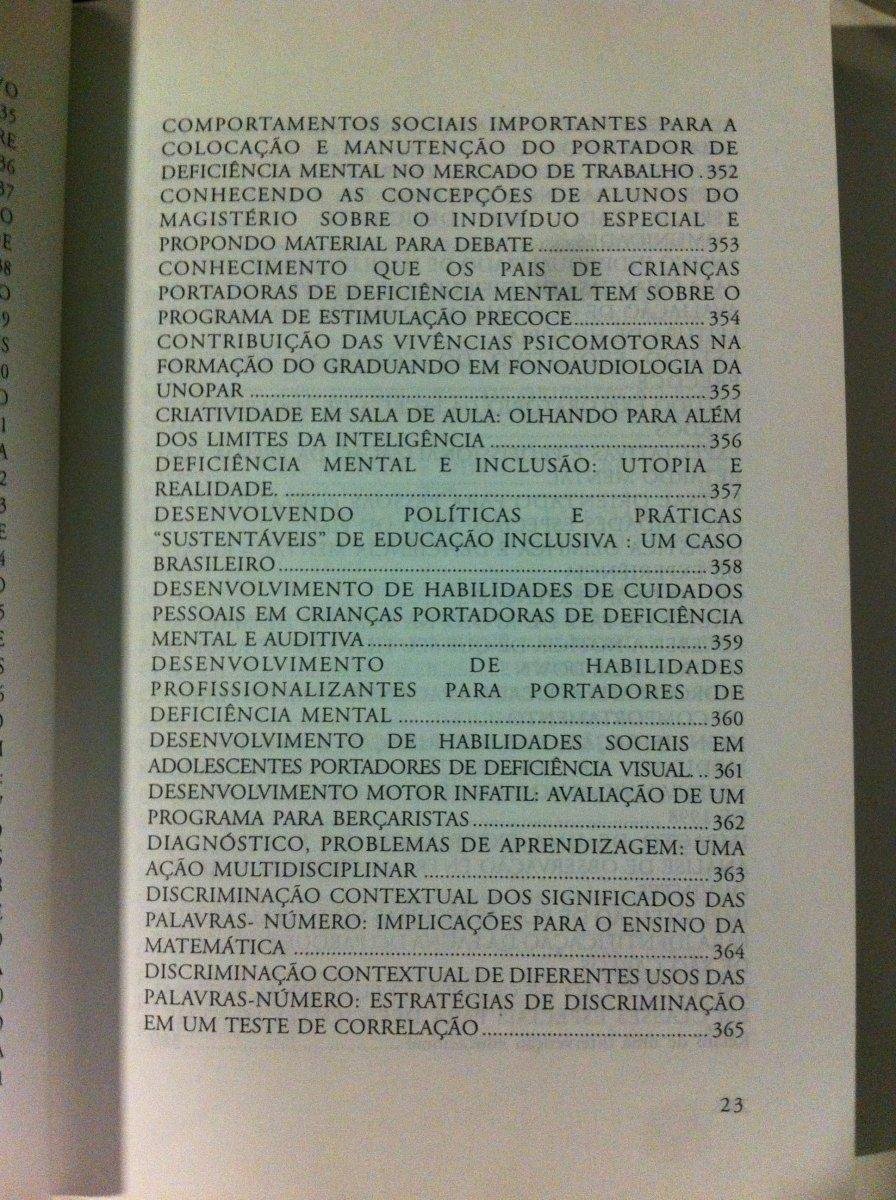 COMPORTAMENTOS SOCIAIS IMPORTANTES PARA A
COLOCAÇÃO E MANUTENÇÃO DO PORTADOR DE
DEFICIÊNCIA MENTAL NO MERCADO DE TRABALHO .352
CONHECENDO AS CONCEPÇÕES DE ALUNOS DO
MAGISTÉRIO SOBRE O INDIVÍDUO ESPECIAL E
PROPONDO MATERIAL PARA DEBATE..............................353
CONHECIMENTO QUE OS PAIS DE CRIANÇAS
PORTADORAS DE DEFICIÊNCIA MENTAL TEM SOBRE O
PROGRAMA DE ESTIMULAÇÃO PRECOCE........................354
CONTRIBUIÇÃO DAS VIVÊNCIAS PSICOMOTORAS NA
FORMAÇÃO DO GRADUANDO EM FONOAUDIOLOGIA DA
UNOPAR ..............................................................................355
CRIATIVIDADE EM SALA DE AULA: OLHANDO PARA ALÉM
DOS LIMITES DA INTELIGÊNCIA ......................................356
DEFICIÊNCIA MENTAL E INCLUSÃO: UTOPIA E
REALIDADE. ........................................................................357
DESENVOLVENDO POLÍTICAS E PRÁTICAS
“SUSTENTÁVEIS” DE EDUCAÇÃO INCLUSIVA : UM CASO
BRASILEIRO.........................................................................358
DESENVOLVIMENTO DE HABILIDADES DE CUIDADOS
PESSOAIS EM CRIANÇAS PORTADORAS DE DEFICIÊNCIA
MENTAL E AUDITIVA..........................................................359
DESENVOLVIMENTO DE HABILIDADES
PROFISSIONALIZANTES PARA PORTADORES DE
DEFICIÊNCIA MENTAL .....................................................360
DESENVOLVIMENTO DE HABILIDADES SOCIAIS EM
ADOLESCENTES PORTADORES DE DEFICIÊNCIA VISUAL. .. 361
DESENVOLVIMENTO MOTOR INFATIL: AVALIAÇÃO DE UM
PROGRAMA PARA BERÇARISTAS........................................362
DIAGNÓSTICO, PROBLEMAS DE APRENDIZAGEM: UMA
AÇÃO MULTIDISCIPLINAR ................................................363
DISCRIMINAÇÃO CONTEXTUAL DOS SIGNIFICADOS DAS
PALAVRAS- NÚMERO: IMPLICAÇÕES PARA O ENSINO DA
MATEMÁTICA .....................................................................364
DISCRIMINAÇÃO CONTEXTUAL DE DIFERENTES USOS DAS
PALAVRAS-NÚMERO: ESTRATÉGIAS DE DISCRIMINAÇÃO
EM UM TESTE DE CORRELAÇÃO.......................................365
23